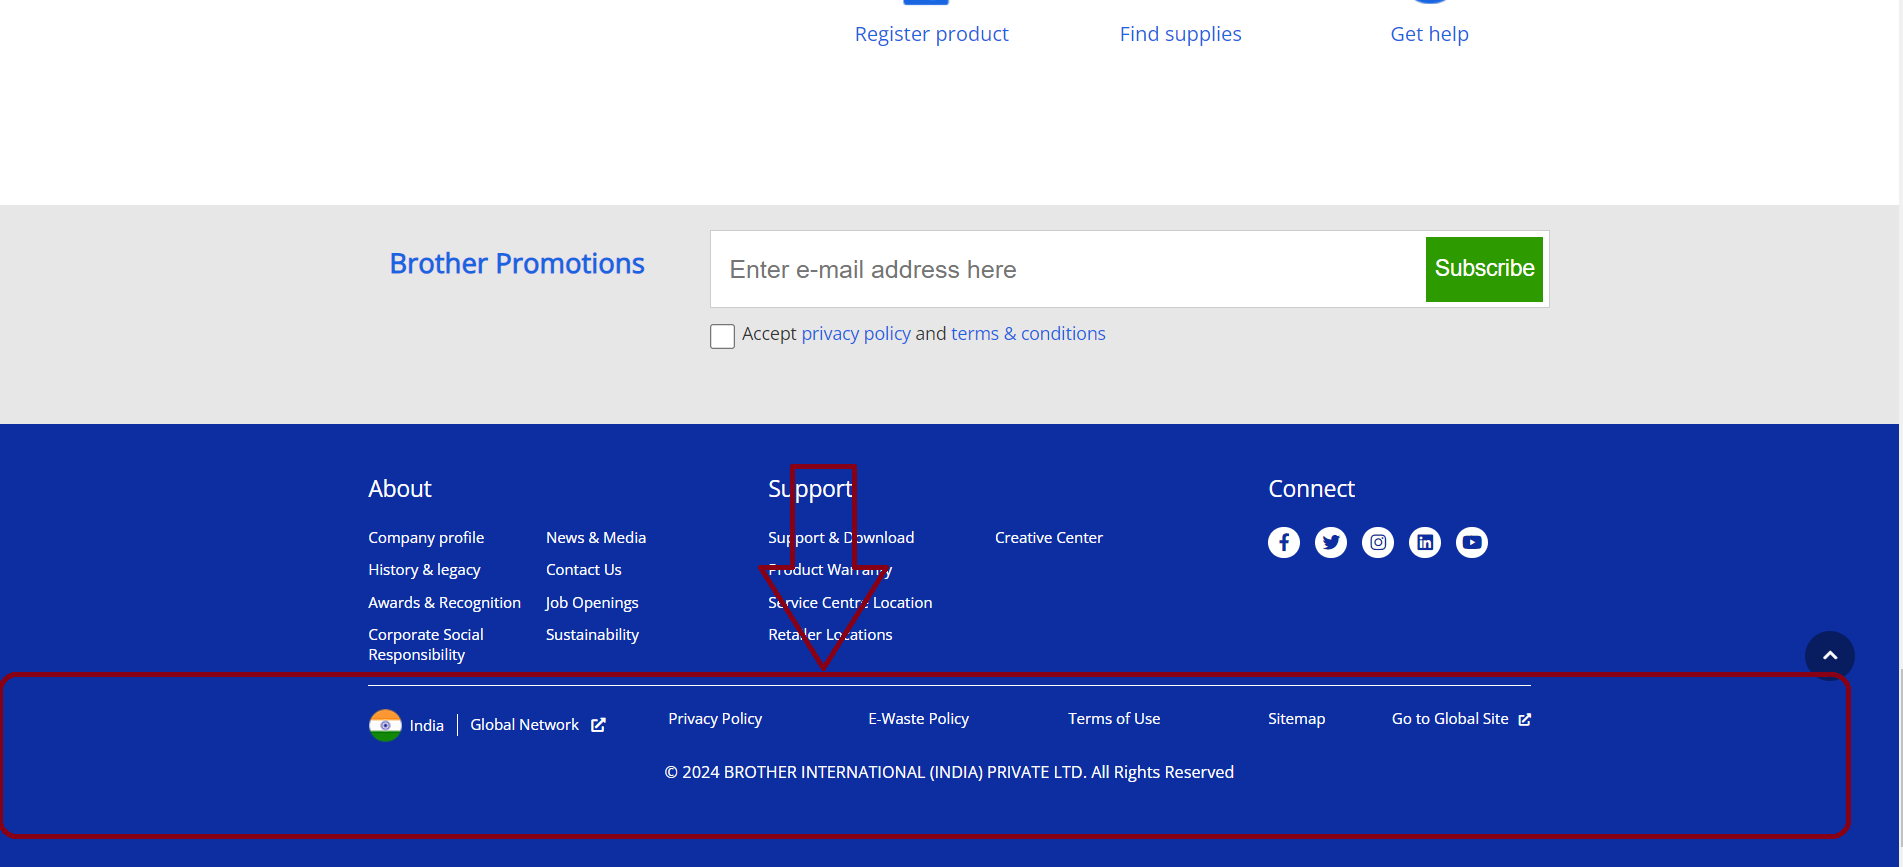 Register product
Find supplies
Get help
Brother Promotions
Enter e-mail address here
Subscribe
Accept privacy policy and terms & conditions
About
Company profile
History & legacy
Awards & Recognition
Corporate Social
Responsibility
News & Media
Contact Us
Job Openings
Sustainability
Support
Support & Download
Product Warranty
Service Centre Location
Retailer Locations
Creative Center
Connect
India
Global Network
Privacy Policy
E-Waste Policy
Terms of Use
Sitemap
Go to Global Site
© 2024 BROTHER INTERNATIONAL (INDIA) PRIVATE LTD. All Rights Reserved